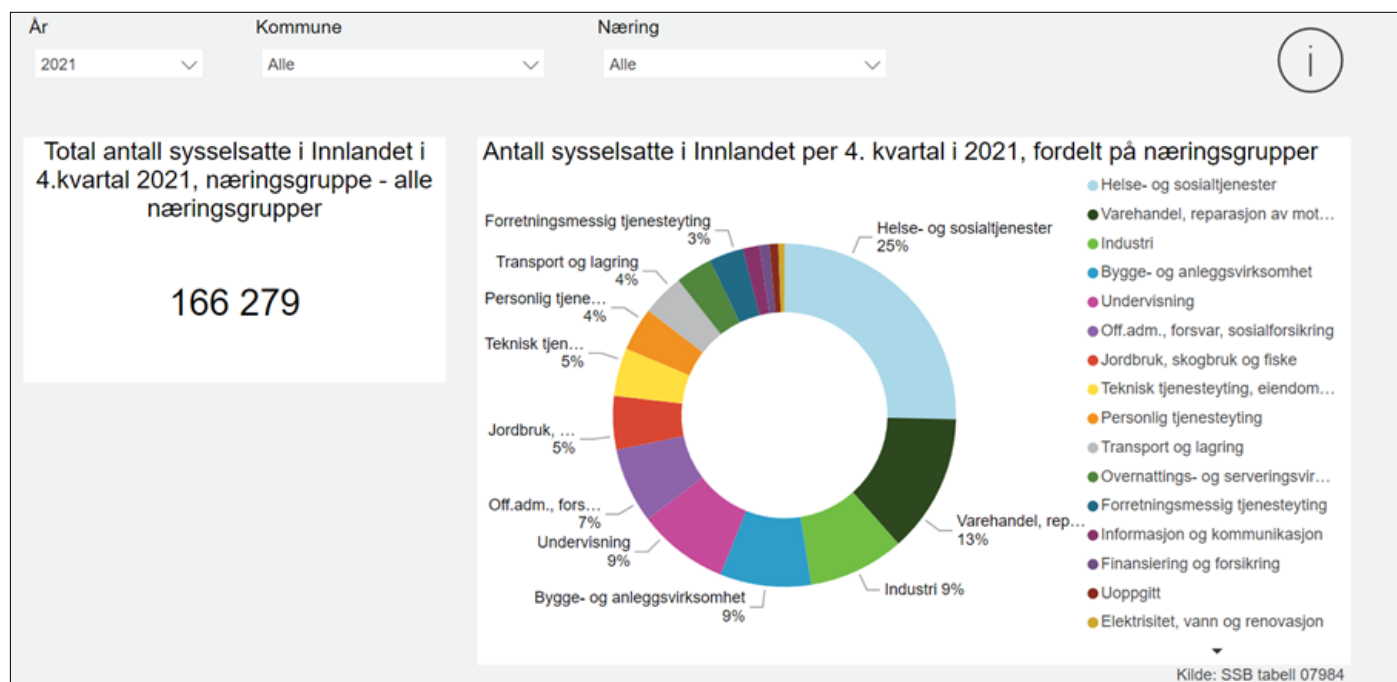 År
Kommune
Næring
2021
Alle
Alle
i
Total antall sysselsatte i Innlandet i
4.kvartal 2021, næringsgruppe - alle
næringsgrupper
166 279
Antall sysselsatte i Innlandet per 4. kvartal i 2021, fordelt på næringsgrupper
Forretningsmessig tjenesteyting
3%
Transport og lagring
4%
Personlig tjene...
4%
Teknisk tjen...
5%
Jordbruk, ...
5%
Off.adm., fors...
7%
Undervisning
9%
Bygge- og anleggsvirksomhet
9%
Industri 9%
Varehandel, rep...
13%
Helse- og sosialtjenester
25%
Helse- og sosialtjenester
Varehandel, reparasjon av mot...
Industri
Bygge- og anleggsvirksomhet
Undervisning
Off.adm., forsvar, sosialforsikring
Jordbruk, skogbruk og fiske
Teknisk tjenesteyting, eiendom...
Personlig tjenesteyting
Transport og lagring
Overnattings- og serveringsvir...
Forretningsmessig tjenesteyting
Informasjon og kommunikasjon
Finansiering og forsikring
Uoppgitt
Elektrisitet, vann og renovasjon
Kilde: SSB tabell 07984